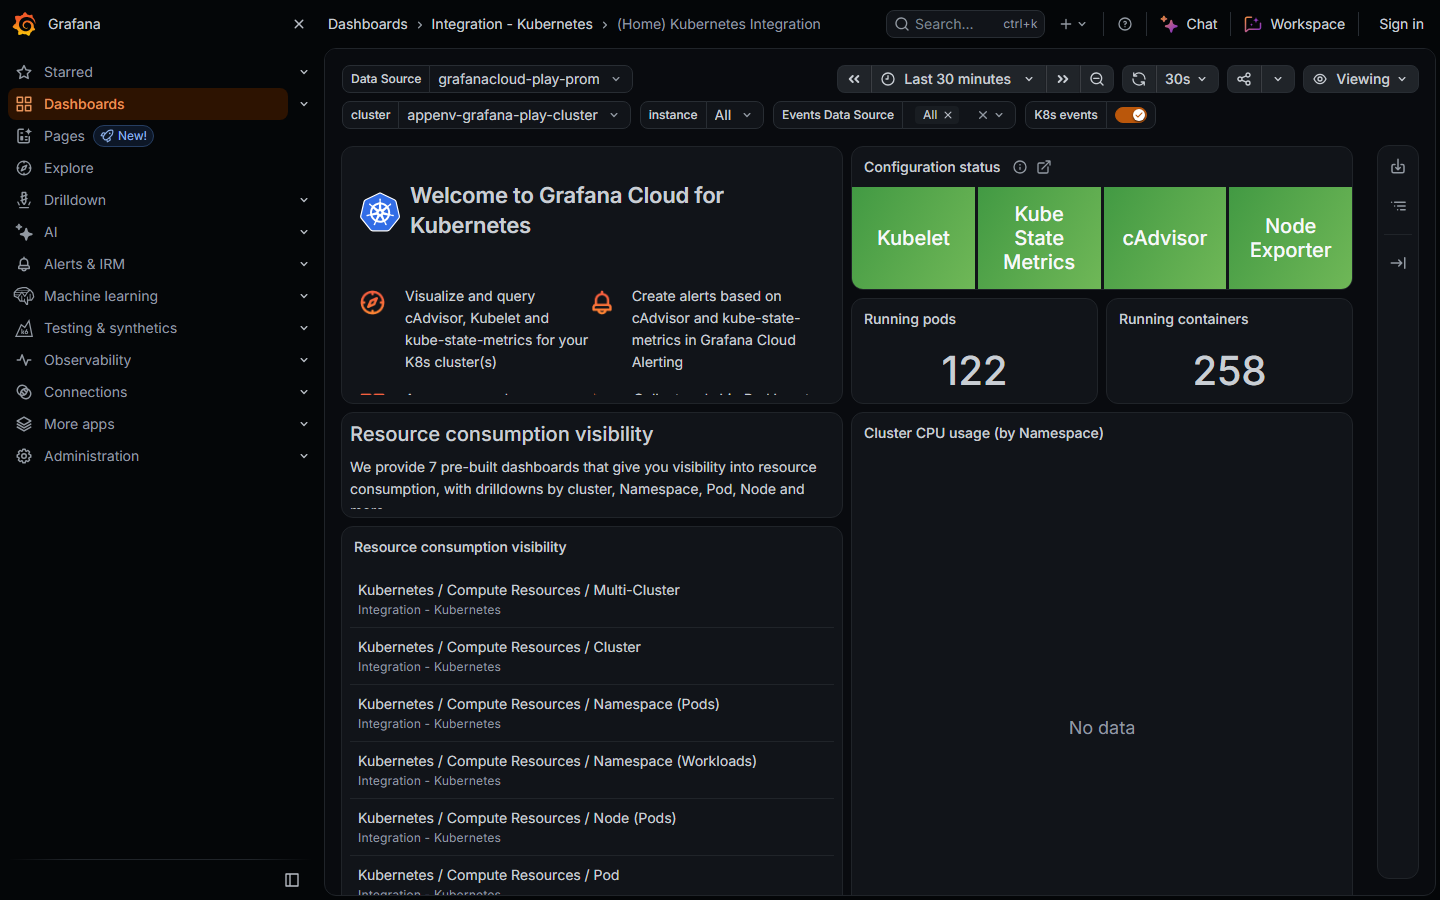 Grafana
Dashboards
Integration - Kubernetes
(Home) Kubernetes Integration
Search...
ctrl+k
Chat
Workspace
Sign in
Starred
Dashboards
Pages
New!
Explore
Drilldown
AI
Alerts & IRM
Machine learning
Testing & synthetics
Observability
Connections
More apps
Administration
Data Source
grafanacloud-play-prom
Last 30 minutes
30s
Viewing
cluster
appenv-grafana-play-cluster
instance
All
Events Data Source
All
K8s events
Welcome to Grafana Cloud for
Kubernetes
Visualize and query
cAdvisor, Kubelet and
kube-state-metrics for your
K8s cluster(s)
Create alerts based on
cAdvisor and kube-state-
metrics in Grafana Cloud
Alerting
Configuration status
Kubelet
Kube
State
Metrics
cAdvisor
Node
Exporter
Running pods
122
Running containers
258
Resource consumption visibility
We provide 7 pre-built dashboards that give you visibility into resource
consumption, with drilldowns by cluster, Namespace, Pod, Node and
Cluster CPU usage (by Namespace)
No data
Resource consumption visibility
Kubernetes / Compute Resources / Multi-Cluster
Integration - Kubernetes
Kubernetes / Compute Resources / Cluster
Integration - Kubernetes
Kubernetes / Compute Resources / Namespace (Pods)
Integration - Kubernetes
Kubernetes / Compute Resources / Namespace (Workloads)
Integration - Kubernetes
Kubernetes / Compute Resources / Node (Pods)
Integration - Kubernetes
Kubernetes / Compute Resources / Pod
Integration - Kubernetes